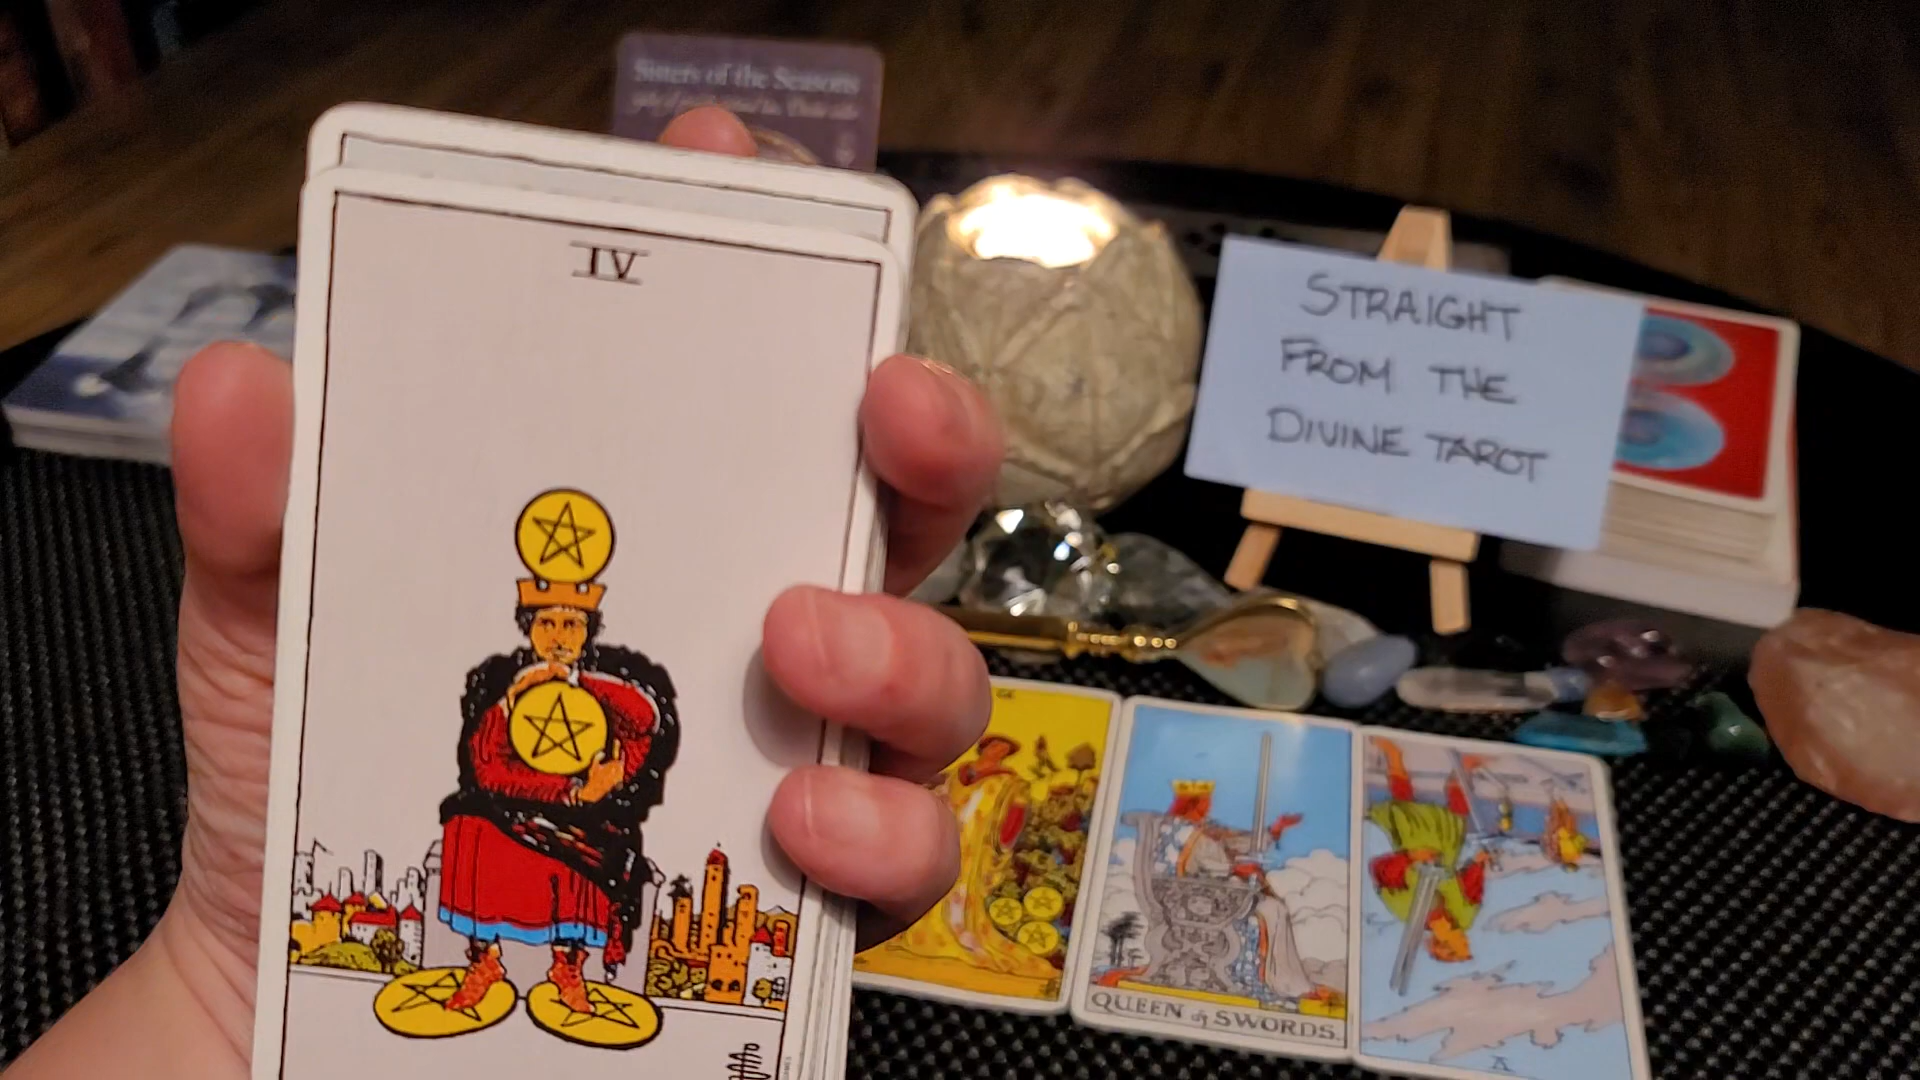 Sisters of the Seasons
IV
STRAIGHT
FROM THE
DIVINE TAROT
QUEEN of SWORDS.
V